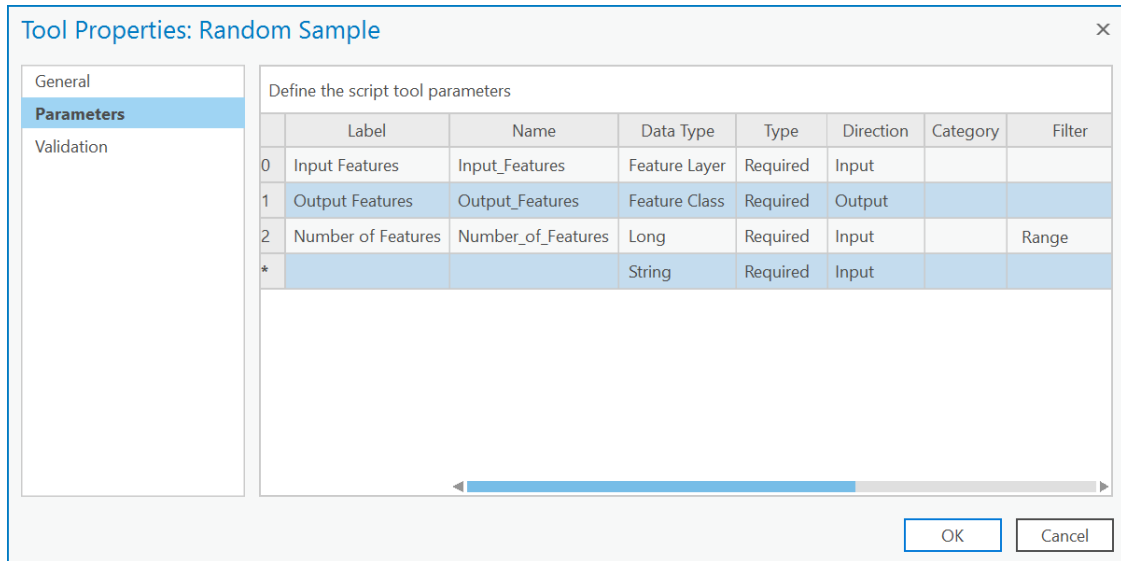 Tool Properties: Random Sample
General
Parameters
Validation
Define the script tool parameters
Label Name Data Type Type Direction Category Filter
0 Input Features Input_Features Feature Layer Required Input
1 Output Features Output_Features Feature Class Required Output
2 Number of Features Number_of_Features Long Required Input Range
* String Required Input
OK Cancel